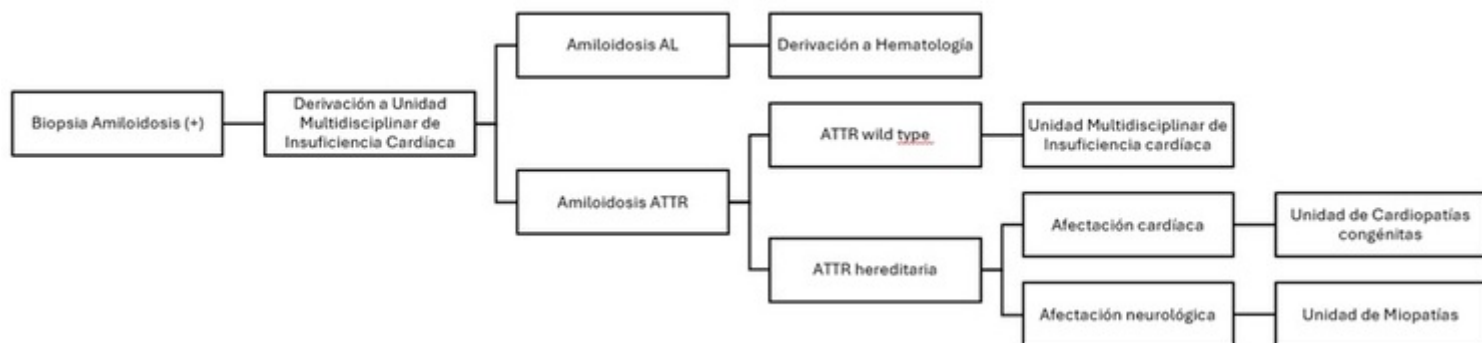 Biopsia Amiloidosis (+)
Derivación a Unidad
Multidisciplinar de
Insuficiencia Cardíaca
Amiloidosis AL
Derivación a Hematología
Amiloidosis ATTR
ATTR wild type
Unidad Multidisciplinar de
Insuficiencia cardíaca
ATTR hereditaria
Afectación cardíaca
Unidad de Cardiopatías
congénitas
Afectación neurológica
Unidad de Miopatías